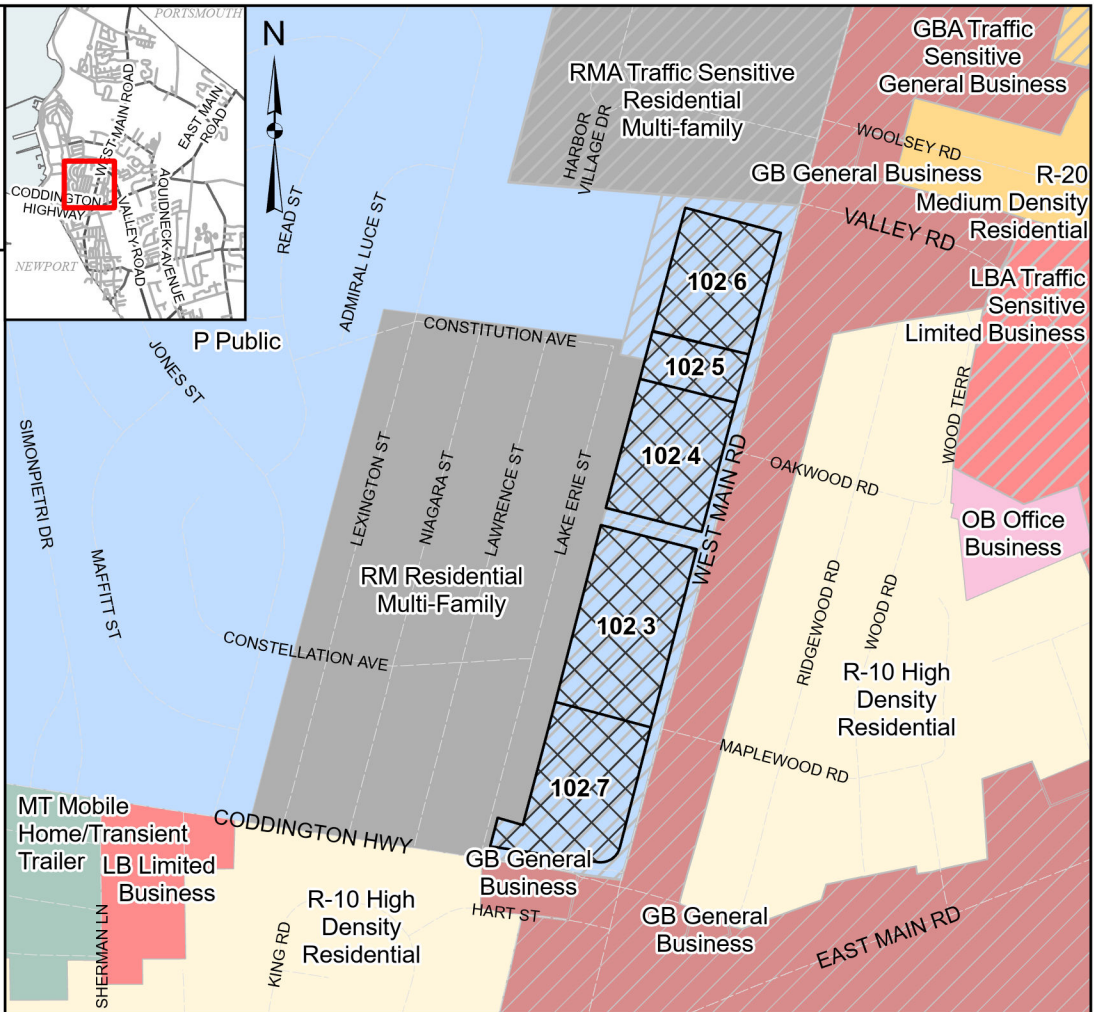 PORTSMOUTH
WEST MAIN ROAD
EAST MAIN
ROAD
CODDINGTON
HIGHWAY
VALLEY ROAD
AQUIDNECK AVENUE
NEWPORT
N
RMA Traffic Sensitive
Residential
Multi-family
HARBOR
VILLAGE DR
GBA Traffic
Sensitive
General Business
WOOLSEY RD
GB General Business
R-20
Medium Density
Residential
VALLEY RD
LBA Traffic
Sensitive
Limited Business
READ ST
ADMIRAL LUCE ST
P Public
JONES ST
CONSTITUTION AVE
102 6
102 5
102 4
WEST MAIN RD
OAKWOOD RD
WOOD TERR
OB Office
Business
SIMONPIETRI DR
MAFFITT ST
LEXINGTON ST
NIAGARA ST
LAWRENCE ST
LAKE ERIE ST
RM Residential
Multi-Family
CONSTELLATION AVE
102 3
RIDGEWOOD RD
WOOD RD
R-10 High
Density
Residential
MAPLEWOOD RD
102 7
MT Mobile
Home/Transient
Trailer
LB Limited
Business
CODDINGTON HWY
GB General
Business
HART ST
R-10 High
Density
Residential
KING RD
SHERMAN LN
GB General
Business
EAST MAIN RD